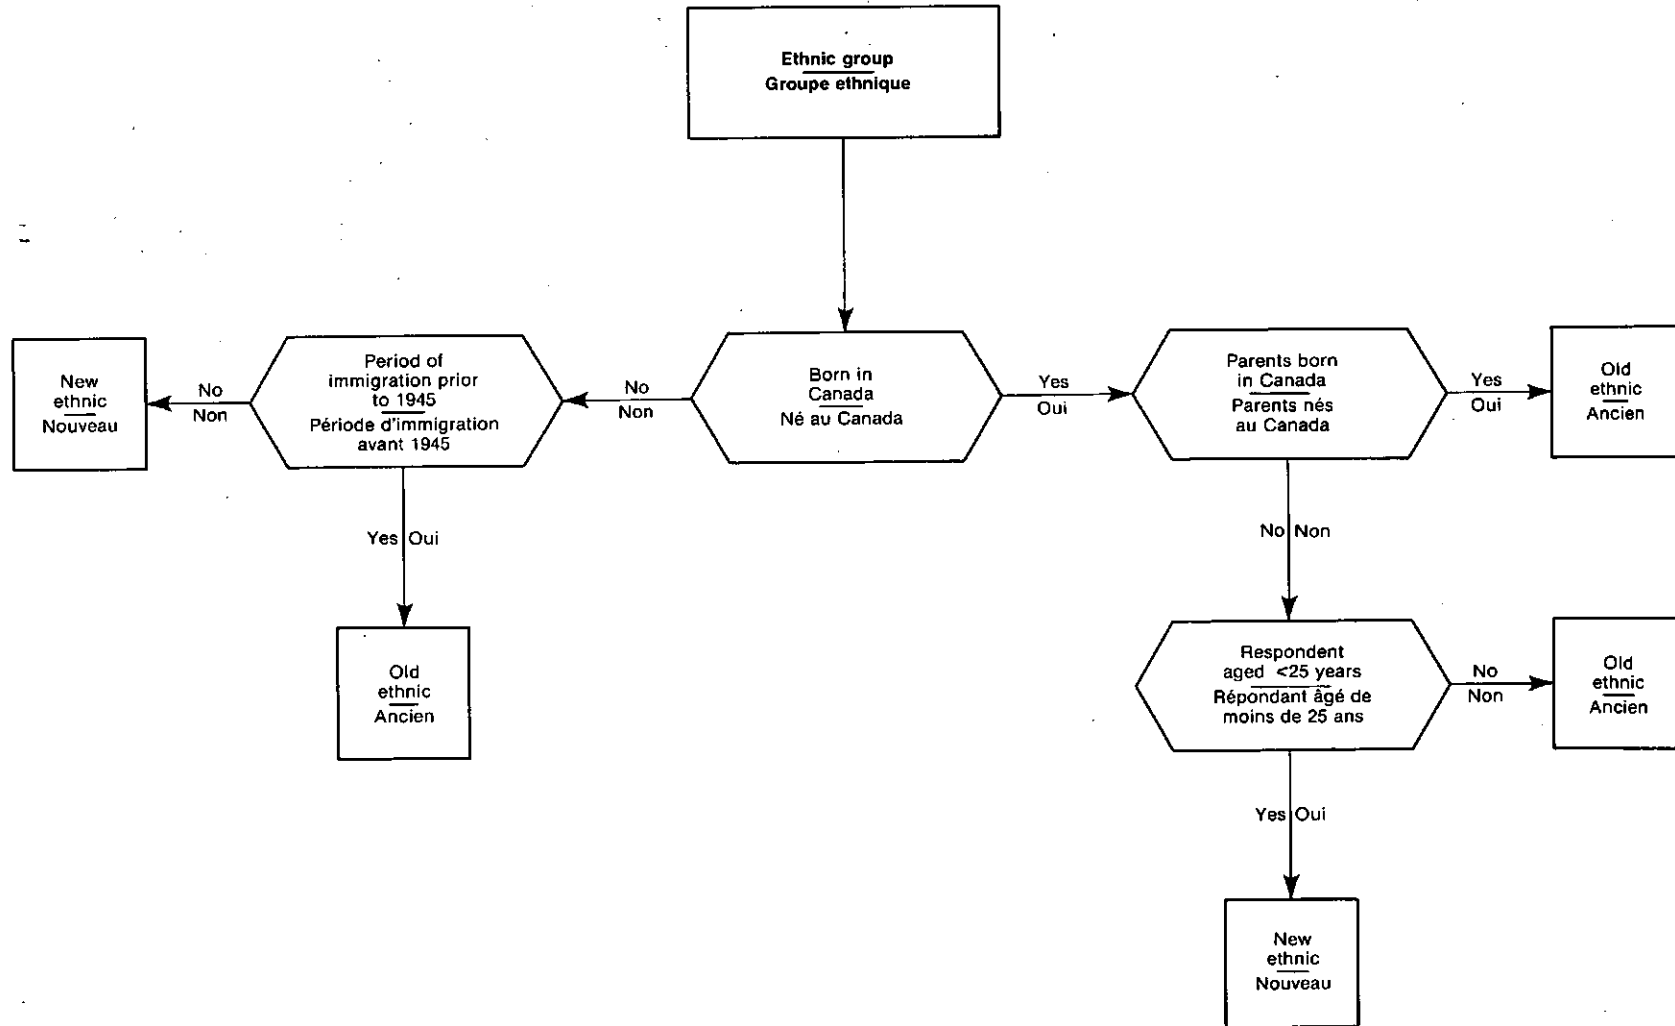 Ethnic group
Groupe ethnique
New
ethnic
Nouveau
No
Non
Period of
immigration prior
to 1945
Période d'immigration
avant 1945
No
Non
Born in
Canada
Né au Canada
Yes
Oui
Parents born
in Canada
Parents nés
au Canada
Yes
Oui
Old
ethnic
Ancien
Yes Oui
No Non
Old
ethnic
Ancien
Respondent
aged <25 years
Répondant âgé de
moins de 25 ans
No
Non
Old
ethnic
Ancien
Yes Oui
New
ethnic
Nouveau